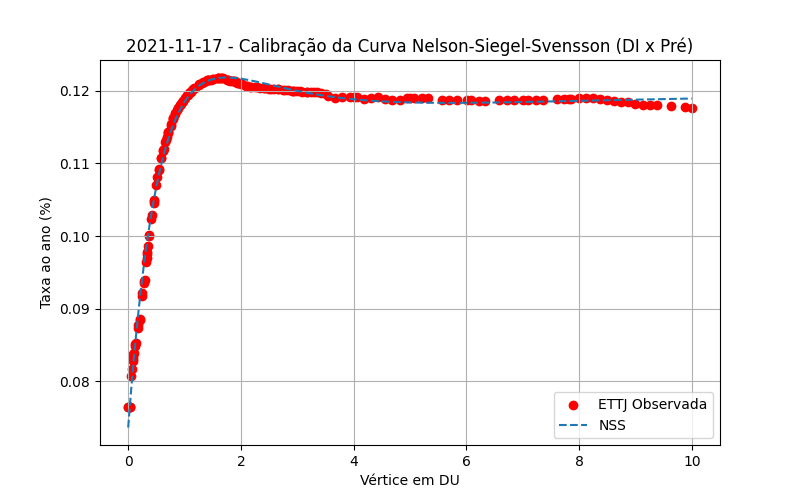 2021-11-17 - Calibração da Curva Nelson-Siegel-Svensson (DI x Pré)
Taxa ao ano (%)
0.12
0.11
0.10
0.09
0.08
ETTJ Observada
NSS
0 2 4 6 8 10
Vértice em DU